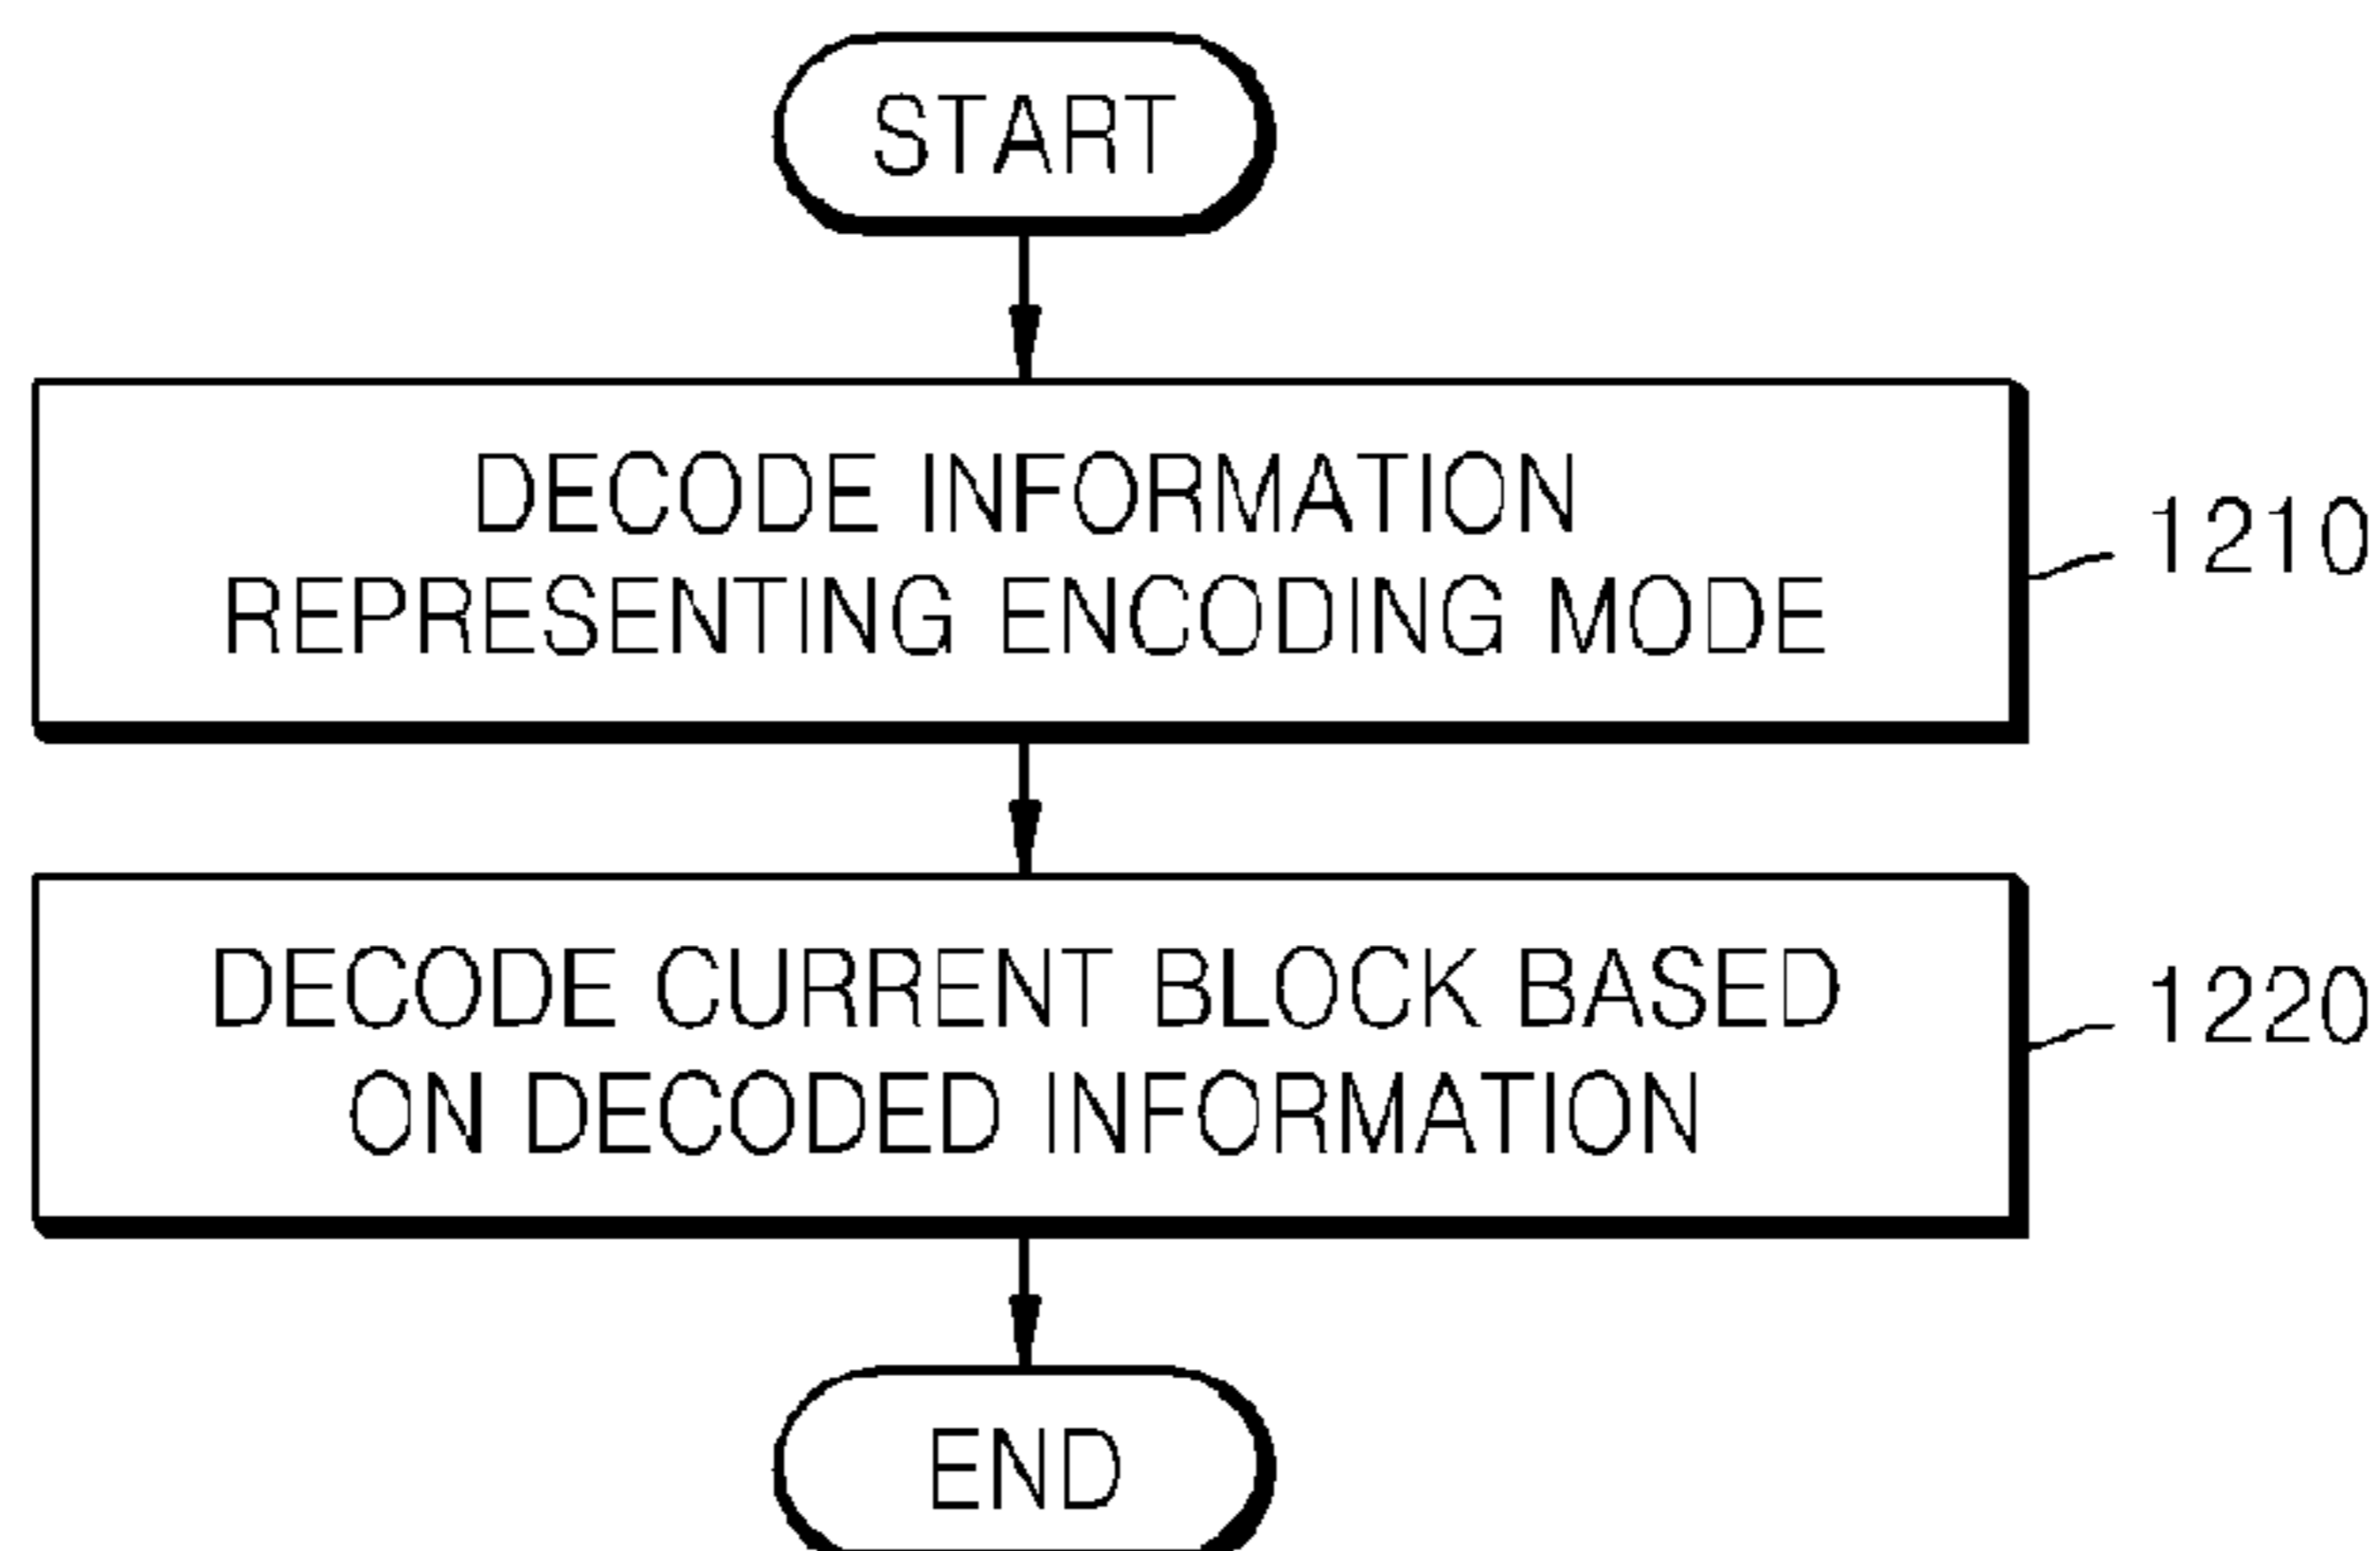 START
DECODE INFORMATION
REPRESENTING ENCODING MODE
1210
DECODE CURRENT BLOCK BASED
ON DECODED INFORMATION
1220
END